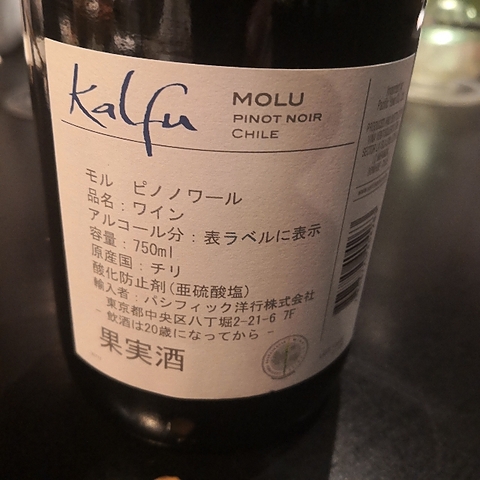 Kalfu
MOLU
PINOT NOIR
CHILE
モル ピノノワール
品名：ワイン
アルコール分：表ラベルに表示
容量：750ml
原産国：チリ
酸化防止剤(亜硫酸塩)
輸入者：パシフィック洋行株式会社
東京都中央区八丁堀2-21-6 7F
- 飲酒は20歳になってから -
果実酒